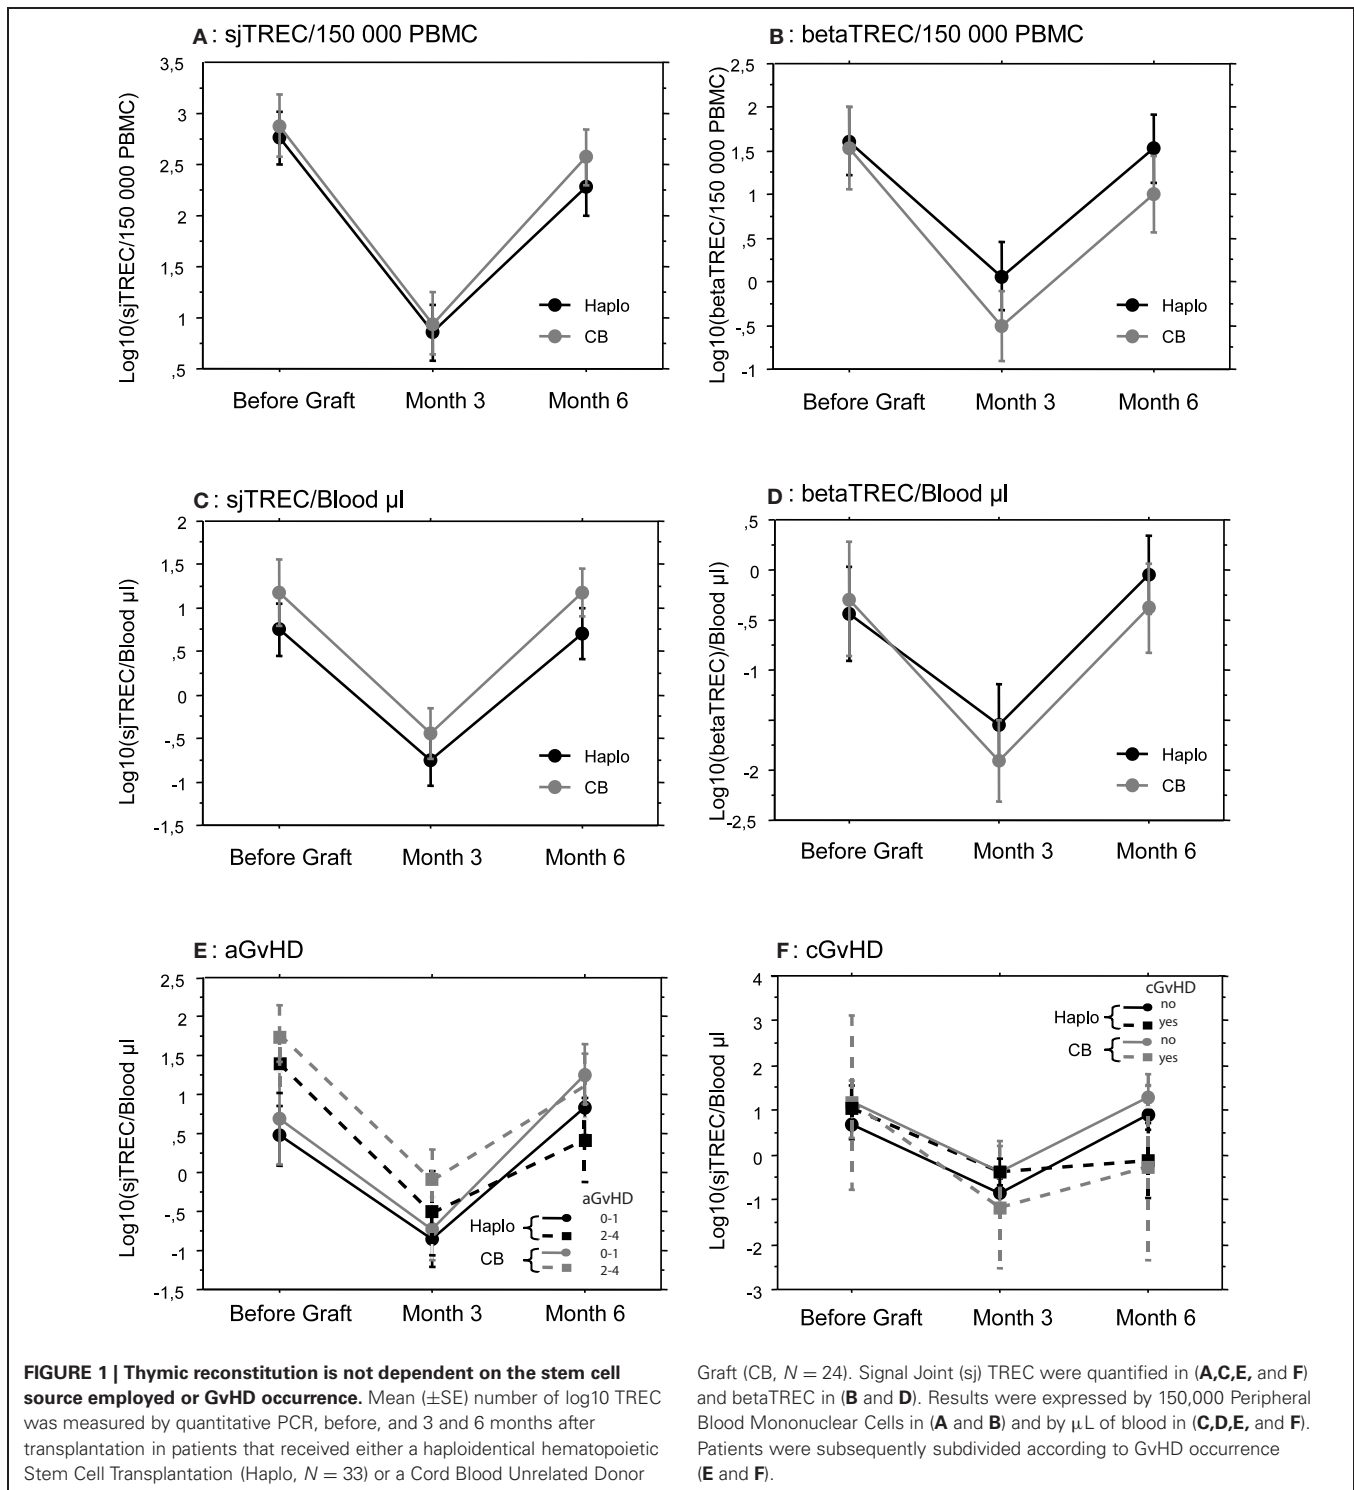 A: sjTREC/150 000 PBMC
Log10(sjTREC/150 000 PBMC)
3,5
3
2,5
2
1,5
1
,5
Haplo
CB
Before Graft Month 3 Month 6
B: betaTREC/150 000 PBMC
Log10(betaTREC/150 000 PBMC)
2,5
2
1,5
1
,5
0
-,5
-1
Haplo
CB
Before Graft Month 3 Month 6
C: sjTREC/Blood µl
Log10(sjTREC/Blood µl)
2
1,5
1
,5
0
-,5
-1
-1,5
Haplo
CB
Before Graft Month 3 Month 6
D: betaTREC/Blood µl
Log10(betaTREC)/Blood µl)
,5
0
-,5
-1
-2
-2,5
Haplo
CB
Before Graft Month 3 Month 6
E: aGvHD
Log10(sjTREC/Blood µl
2,5
2
1,5
1
,5
0
-,5
-1
-1,5
aGvHD
Haplo
0-1
2-4
CB
0-1
2-4
Before Graft Month 3 Month 6
F: cGvHD
Log10(sjTREC/Blood µl
4
3
2
1
0
-1
-2
-3
cGvHD
Haplo
no
yes
CB
no
yes
Before Graft Month 3 Month 6
FIGURE 1 | Thymic reconstitution is not dependent on the stem cell
source employed or GvHD occurrence. Mean (±SE) number of log10 TREC
was measured by quantitative PCR, before, and 3 and 6 months after
transplantation in patients that received either a haploidentical hematopoietic
Stem Cell Transplantation (Haplo, N = 33) or a Cord Blood Unrelated Donor
Graft (CB, N = 24). Signal Joint (sj) TREC were quantified in (A,C,E, and F)
and betaTREC in (B and D). Results were expressed by 150,000 Peripheral
Blood Mononuclear Cells in (A and B) and by µL of blood in (C,D,E, and F).
Patients were subsequently subdivided according to GvHD occurrence
(E and F).